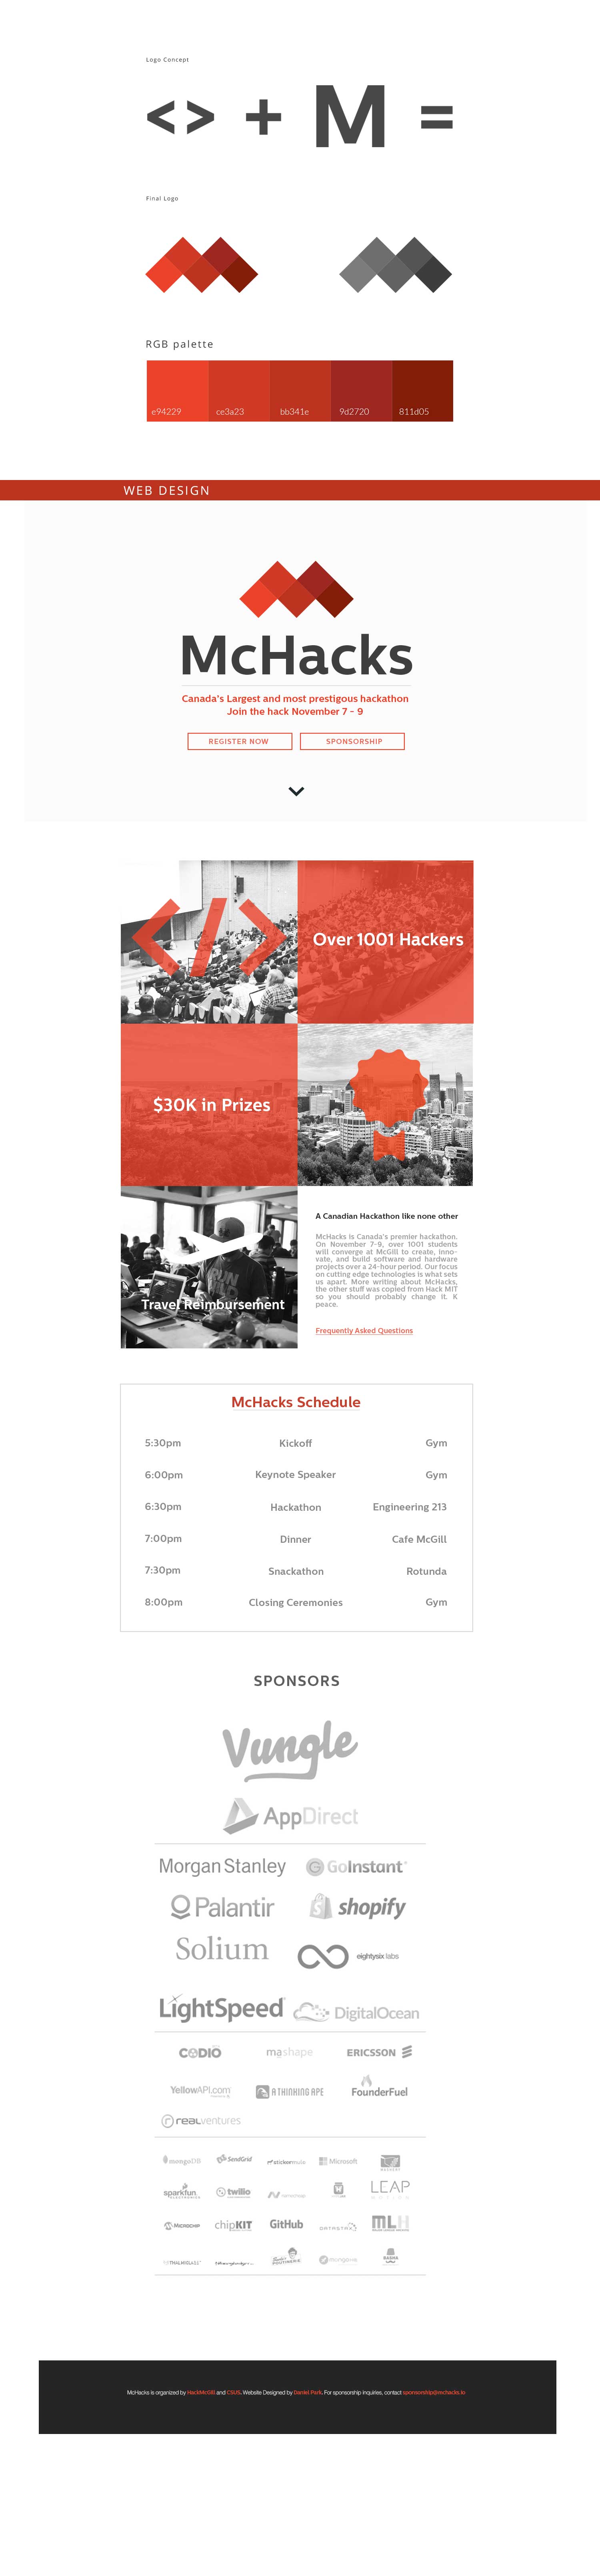 Logo Concept
<> + M =
Final Logo
RGB palette
e94229 ce3a23 bb341e 9d2720 811d05
WEB DESIGN
McHacks
Canada's Largest and most prestigous hackathon
Join the hack November 7 - 9
REGISTER NOW SPONSORSHIP
</>
Over 1001 Hackers
$30K in Prizes
Travel Reimbursement
A Canadian Hackathon like none other
McHacks is Canada's premier hackathon.
On November 7-9, over 1001 students
will converge at McGill to create, inno-
vate, and build software and hardware
projects over a 24-hour period. Our focus
on cutting edge technologies is what sets
us apart. More writing about McHacks,
the other stuff was copied from Hack MIT
so you should probably change it. K
peace.
Frequently Asked Questions
McHacks Schedule
5:30pm Kickoff Gym
6:00pm Keynote Speaker Gym
6:30pm Hackathon Engineering 213
7:00pm Dinner Cafe McGill
7:30pm Snackathon Rotunda
8:00pm Closing Ceremonies Gym
SPONSORS
Vungle
AppDirect
Morgan Stanley GoInstant
Palantir shopify
Solium eightysix labs
LightSpeed DigitalOcean
CODIO mashape ERICSSON
YellowAPI.com A THINKING APE FounderFuel
realventures
mongoDB SendGrid stickermule Microsoft
sparkfun twilio namecheap LEAP
MICROCHIP chipKIT GitHub MLH
THALMICLABS
McHacks is organized by HackMcGill and CSUS. Website Designed by Daniel Park. For sponsorship inquiries, contact sponsorship@mchacks.io